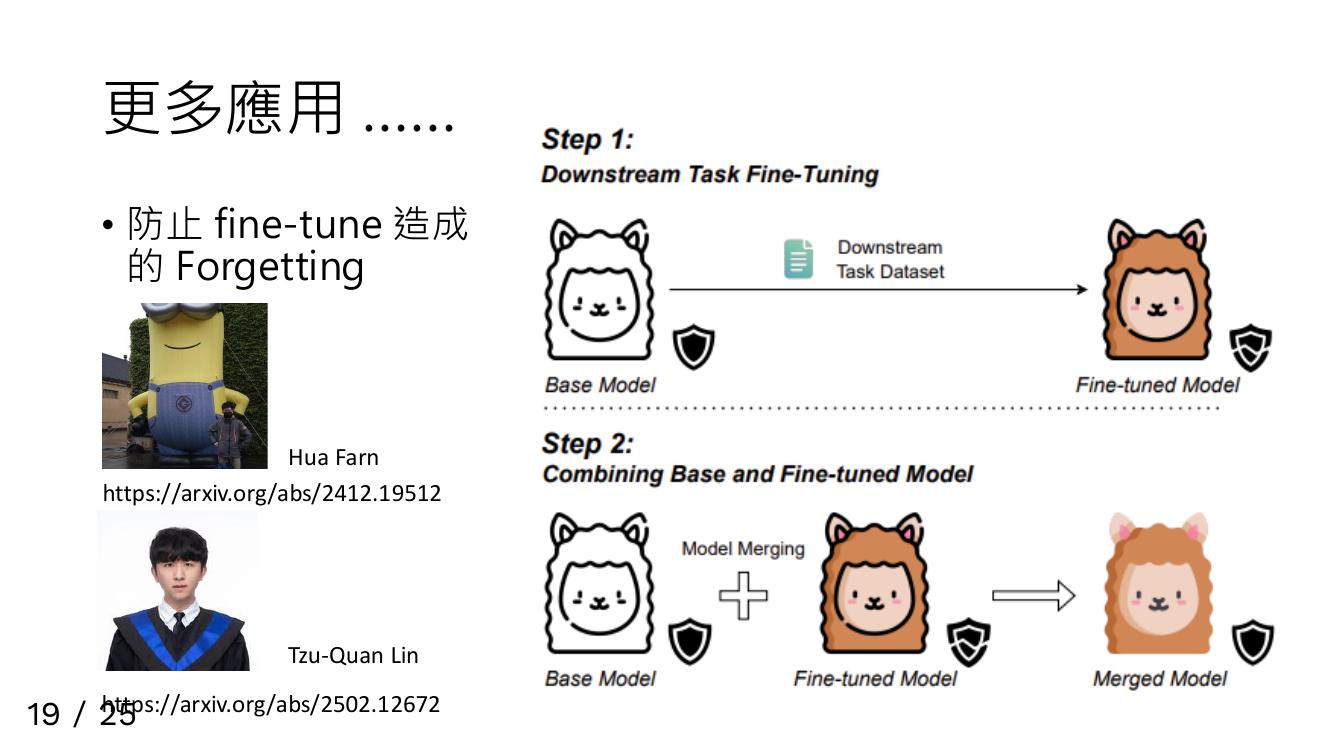 更多應用 ……
• 防止 fine-tune 造成
的 Forgetting
Hua Farn
https://arxiv.org/abs/2412.19512
Tzu-Quan Lin
https://arxiv.org/abs/2502.12672
19 / 25
Step 1:
Downstream Task Fine-Tuning
Downstream
Task Dataset
Base Model
Fine-tuned Model
Step 2:
Combining Base and Fine-tuned Model
Model Merging
Base Model
Fine-tuned Model
Merged Model